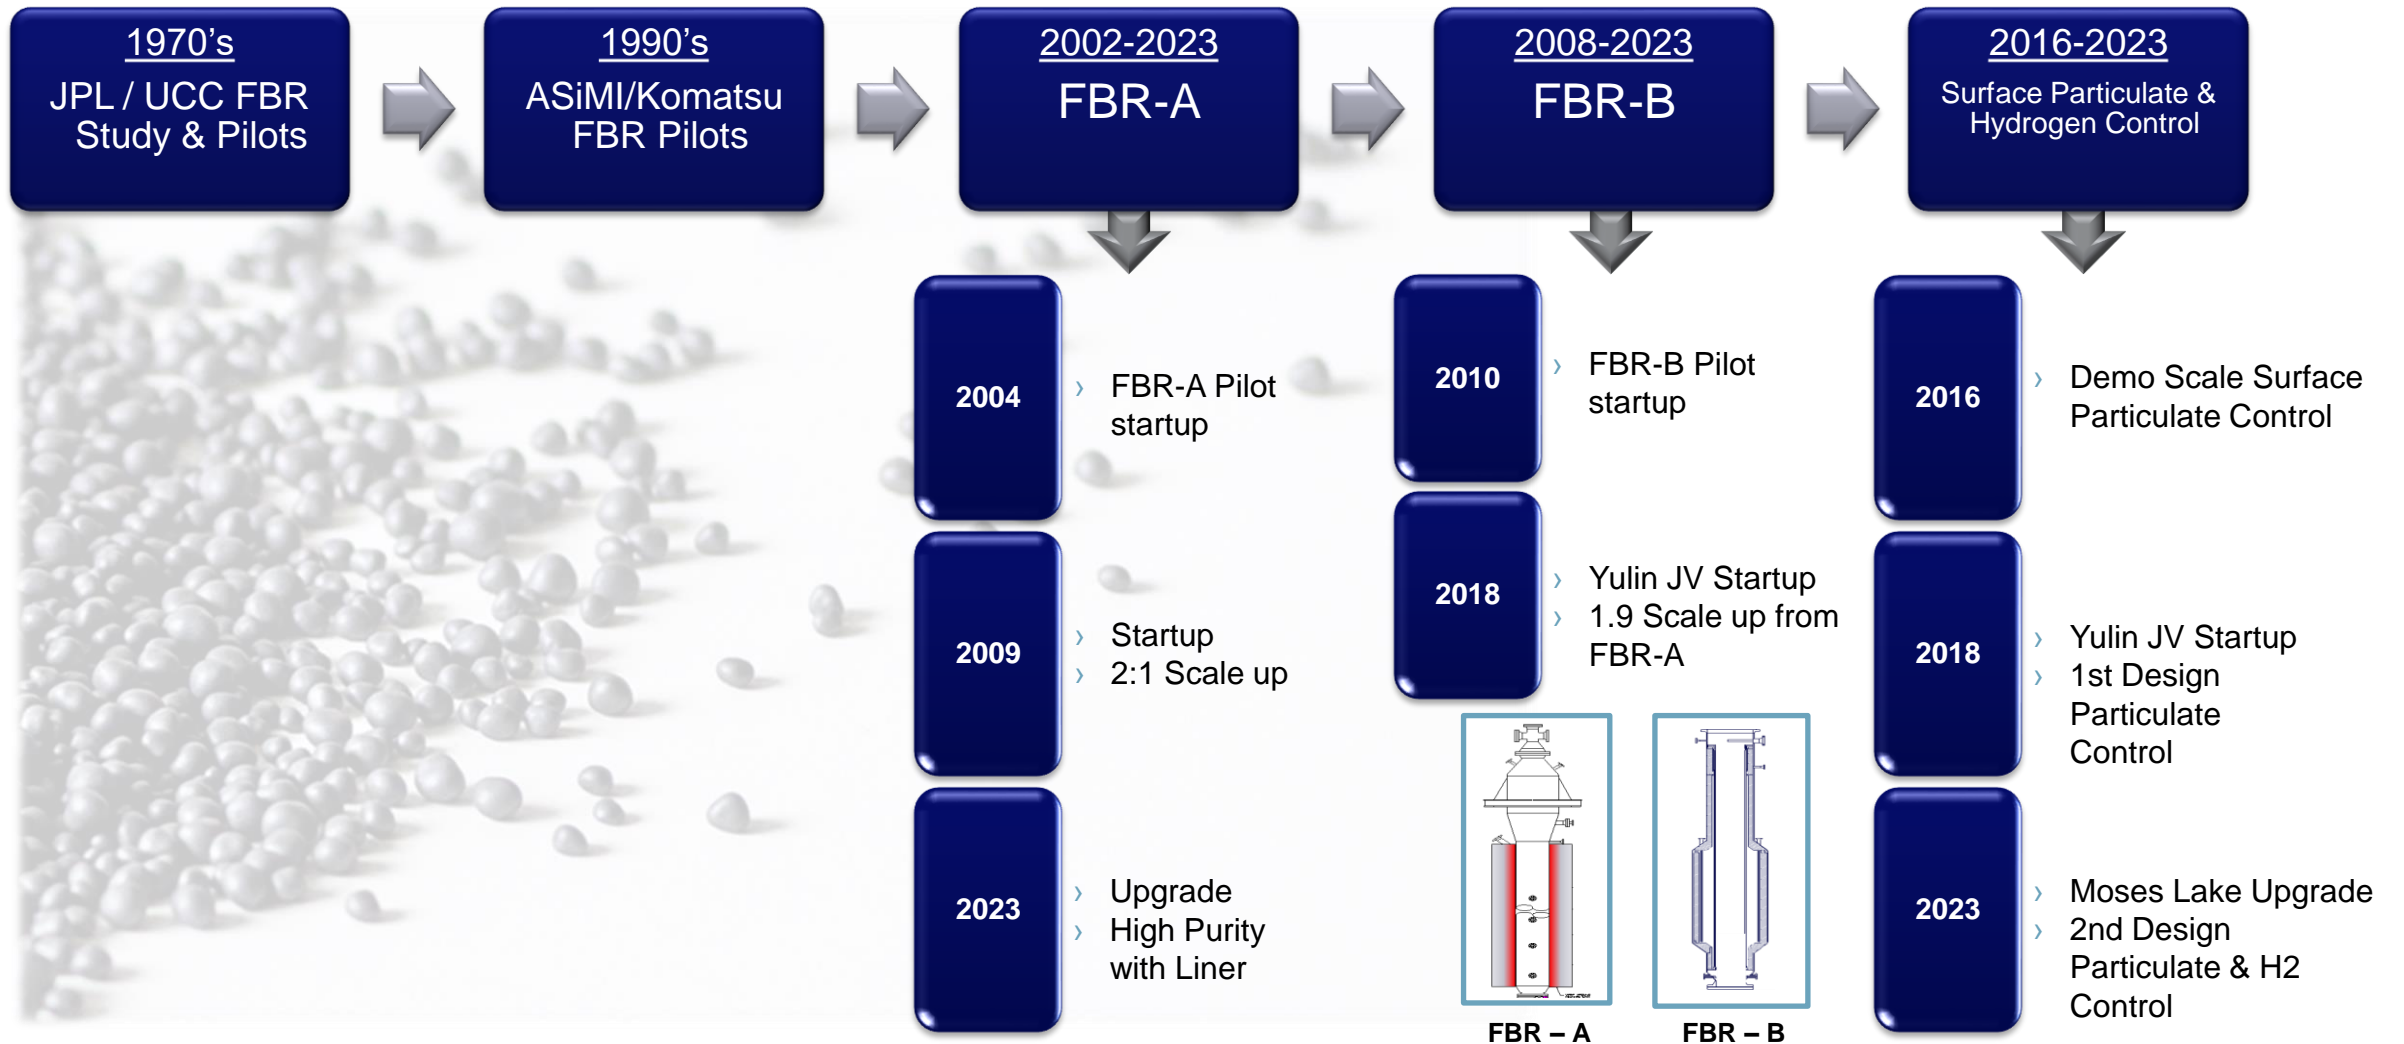 1970’s
JPL / UCC FBR
Study & Pilots
1990’s
ASiMI/Komatsu
FBR Pilots
2002-2023
FBR-A
2008-2023
FBR-B
2016-2023
Surface Particulate &
Hydrogen Control
2004
› FBR-A Pilot
startup
2009
› Startup
› 2:1 Scale up
2023
› Upgrade
› High Purity
with Liner
2010
› FBR-B Pilot
startup
2018
› Yulin JV Startup
› 1.9 Scale up from
FBR-A
FBR – A
FBR – B
2016
› Demo Scale Surface
Particulate Control
2018
› Yulin JV Startup
› 1st Design
Particulate
Control
2023
› Moses Lake Upgrade
› 2nd Design
Particulate & H2
Control